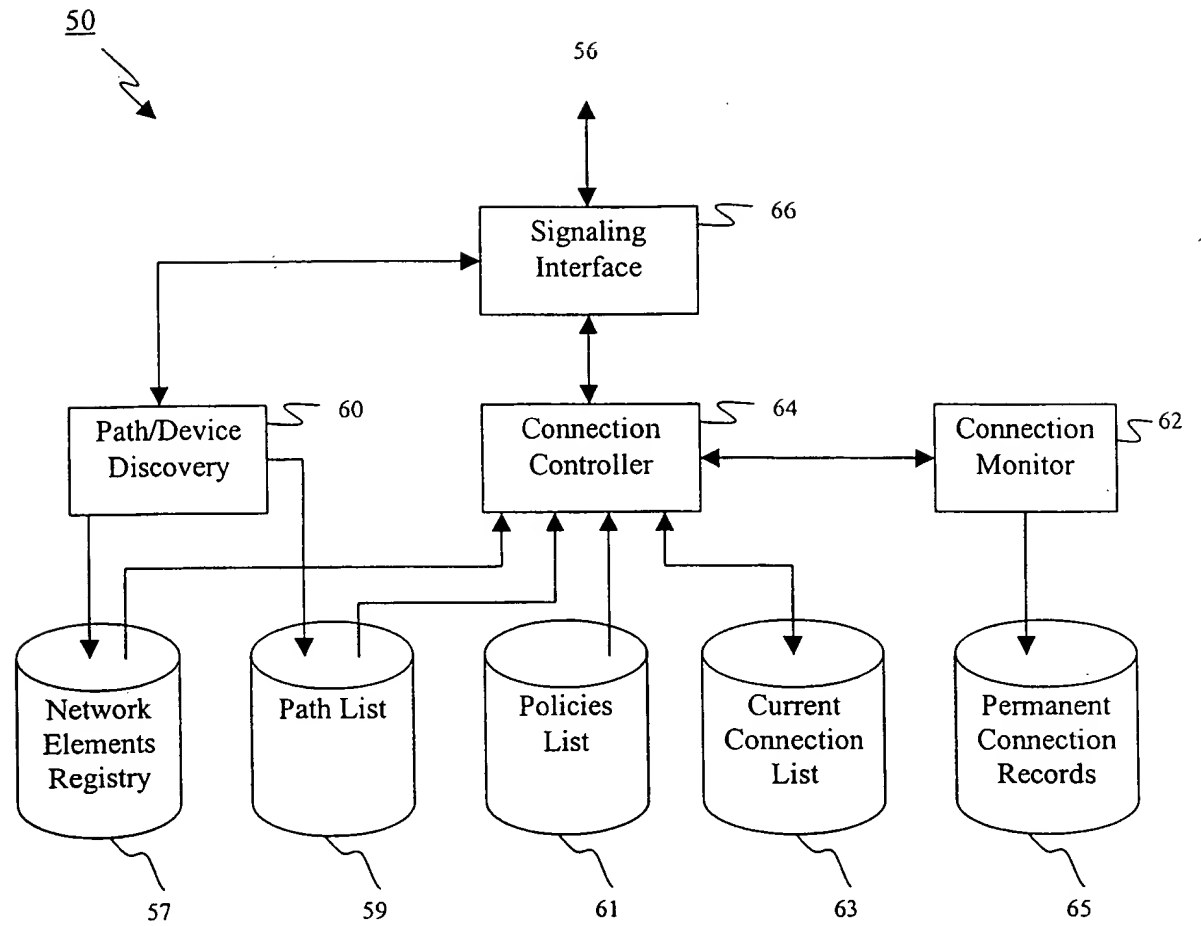 50
56
66
Signaling
Interface
60
64
62
Path/Device
Discovery
Connection
Controller
Connection
Monitor
Network
Elements
Registry
Path List
Policies
List
Current
Connection
List
Permanent
Connection
Records
57
59
61
63
65